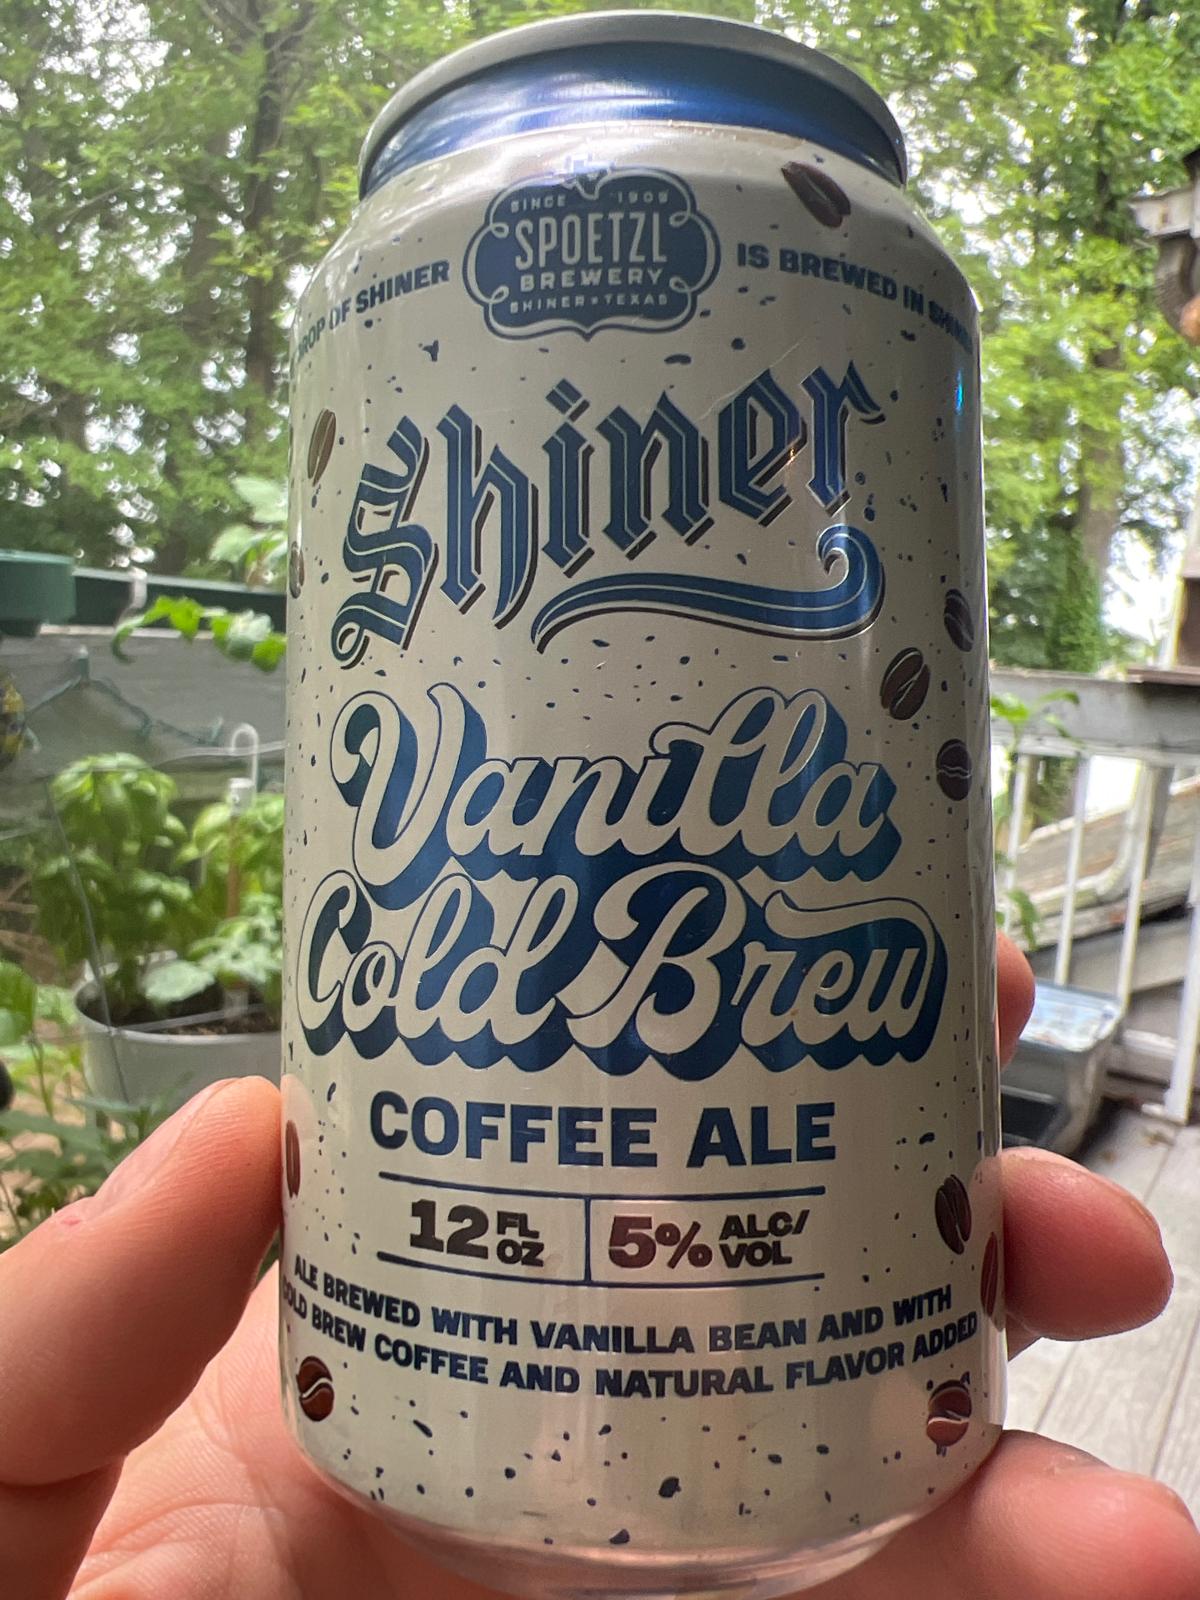 SINCE 1909
SPOETZL
BREWERY
SHINER TEXAS
DROP OF SHINER IS BREWED IN SHINER
Shiner
Vanilla
Cold Brew
COFFEE ALE
12 FL OZ 5% ALC/VOL
ALE BREWED WITH VANILLA BEAN AND WITH
COLD BREW COFFEE AND NATURAL FLAVOR ADDED